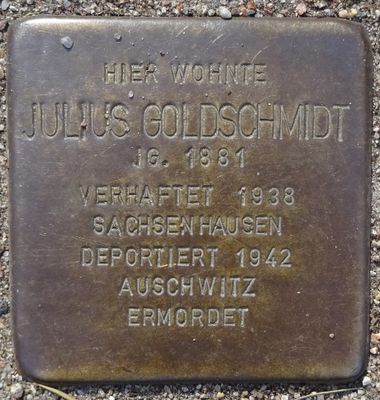 HIER WOHNTE
JULIUS GOLDSCHMIDT
JG. 1881
VERHAFTET 1938
SACHSENHAUSEN
DEPORTIERT 1942
AUSCHWITZ
ERMORDET